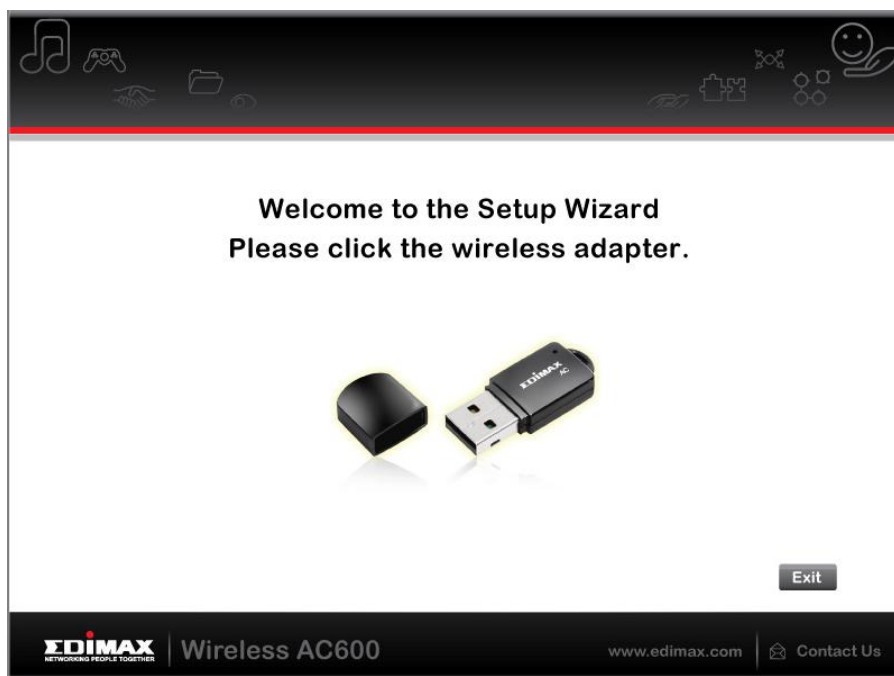 Welcome to the Setup Wizard
Please click the wireless adapter.
EDIMAX
AC
Exit
EDIMAX
NETWORKING PEOPLE TOGETHER
Wireless AC600
www.edimax.com
Contact Us